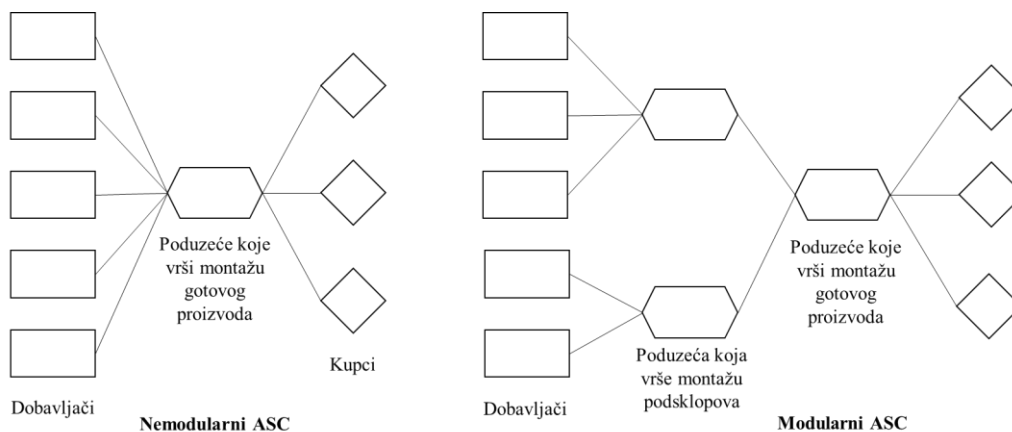 Poduzeće koje
vrši montažu
gotovog
proizvoda
Kupci
Dobavljači
Nemodularni ASC
Poduzeće koje
vrši montažu
gotovog
proizvoda
Poduzeća koja
vrše montažu
podsklopova
Dobavljači
Modularni ASC